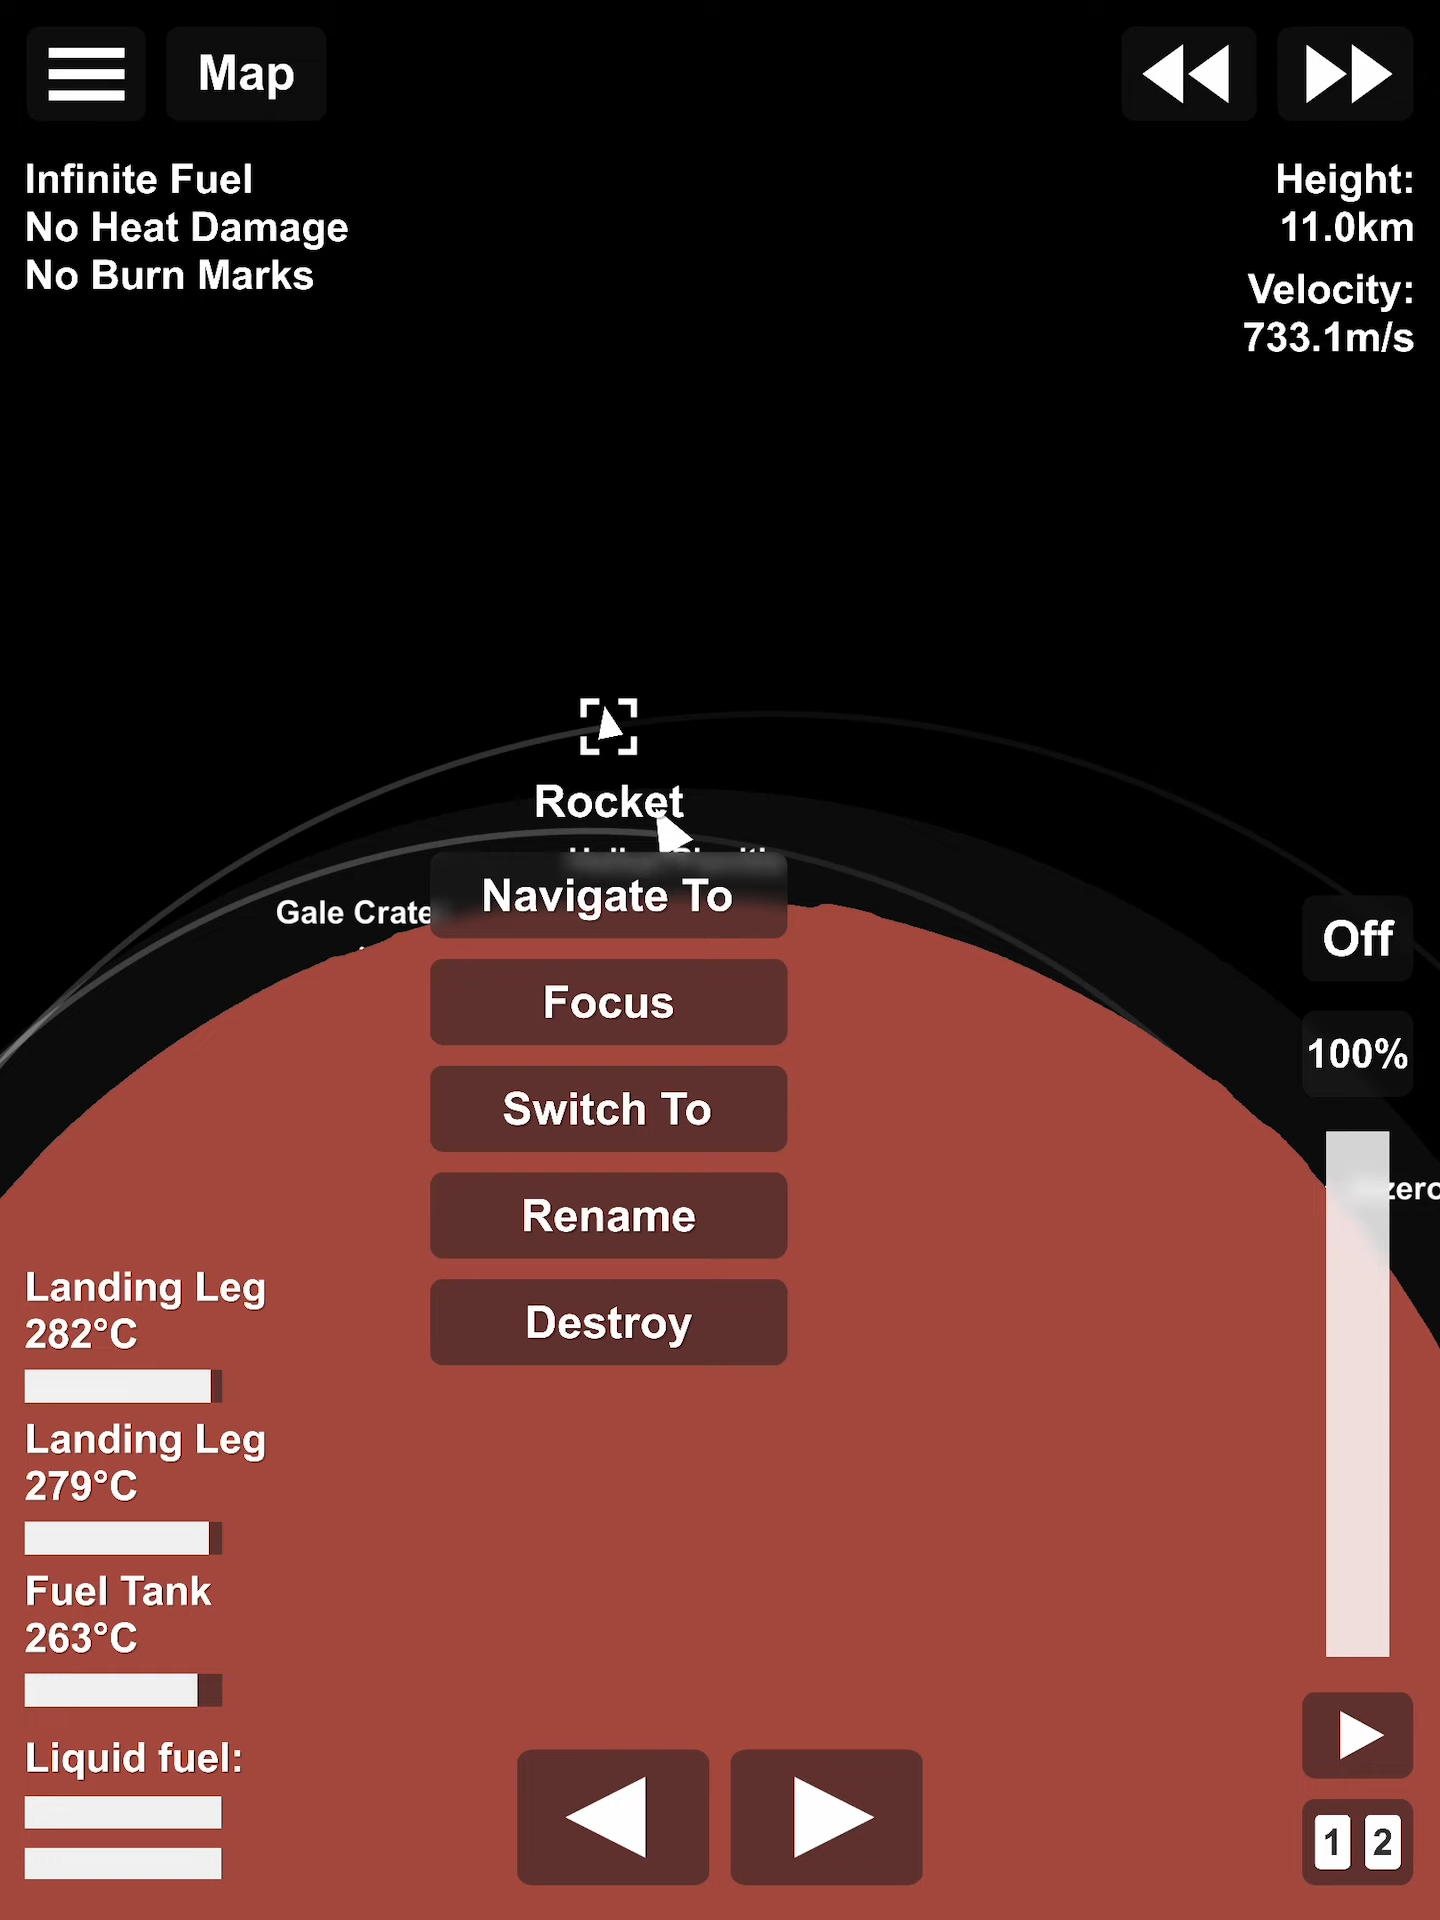 Map
Infinite Fuel
No Heat Damage
No Burn Marks
Height:
11.0km
Velocity:
733.1m/s
Rocket
Gale Crate
Navigate To
Focus
Switch To
Rename
Destroy
Off
100%
Landing Leg
282°C
Landing Leg
279°C
Fuel Tank
263°C
Liquid fuel:
1 2